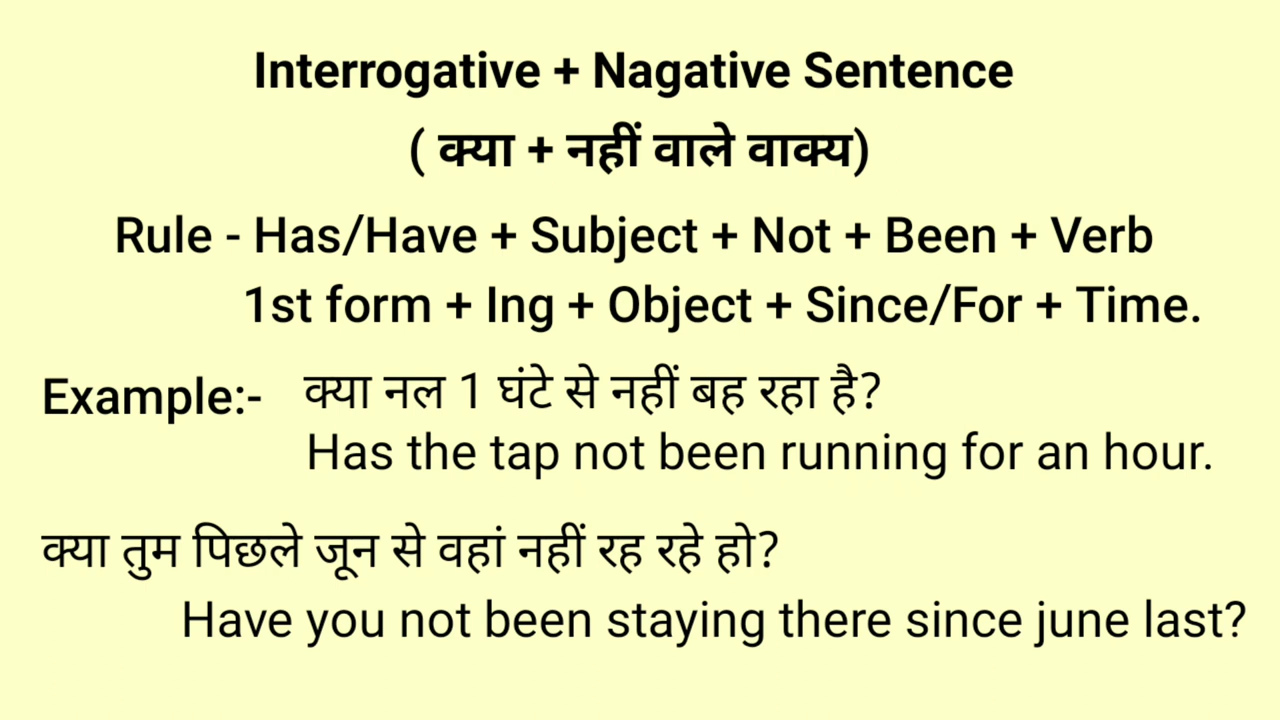 Interrogative + Nagative Sentence
( क्या + नहीं वाले वाक्य)
Rule - Has/Have + Subject + Not + Been + Verb
1st form + Ing + Object + Since/For + Time.
Example:- क्या नल 1 घंटे से नहीं बह रहा है?
Has the tap not been running for an hour.
क्या तुम पिछले जून से वहां नहीं रह रहे हो?
Have you not been staying there since june last?